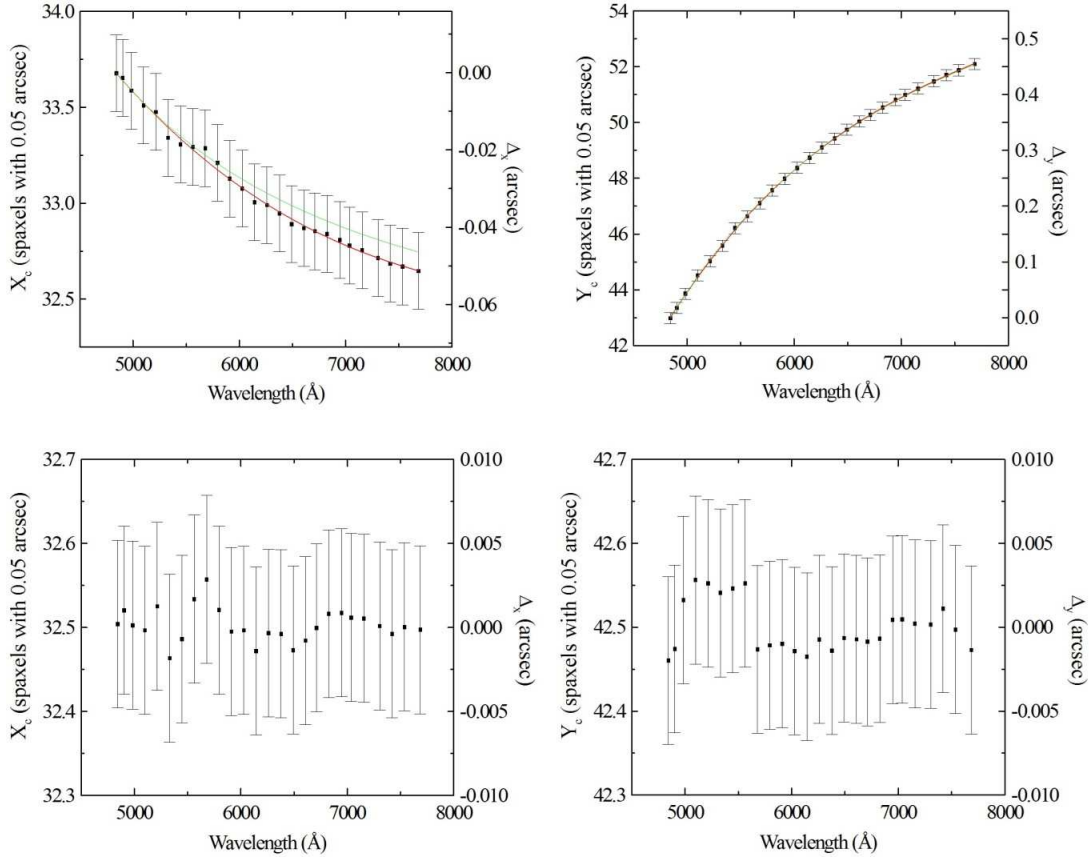 34.0
33.5
33.0
32.5
X_c (spaxels with 0.05 arcsec)
0.00
-0.02
-0.04
-0.06
Δ_x (arcsec)
5000 6000 7000 8000
Wavelength (Å)
52
50
48
46
44
42
Y_c (spaxels with 0.05 arcsec)
0.5
0.4
0.3
0.2
0.1
0.0
Δ_y (arcsec)
5000 6000 7000 8000
Wavelength (Å)
32.7
32.6
32.5
32.4
32.3
X_c (spaxels with 0.05 arcsec)
0.010
0.005
0.000
-0.005
-0.010
Δ_x (arcsec)
5000 6000 7000 8000
Wavelength (Å)
42.7
42.6
42.5
42.4
42.3
Y_c (spaxels with 0.05 arcsec)
0.010
0.005
0.000
-0.005
-0.010
Δ_y (arcsec)
5000 6000 7000 8000
Wavelength (Å)